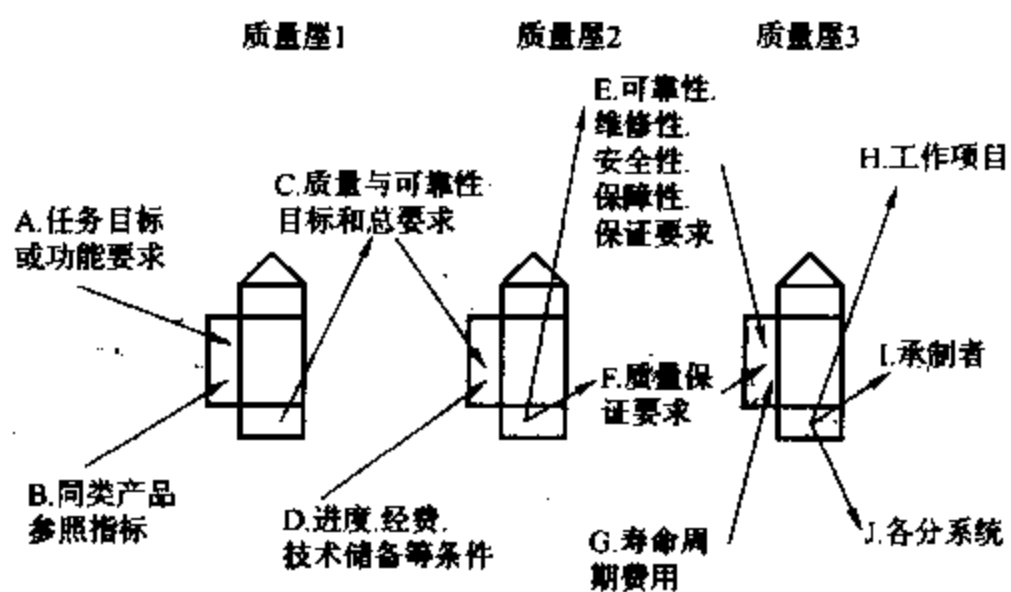 质量屋1
质量屋2
质量屋3
A.任务目标
或功能要求
B.同类产品
参照指标
C.质量与可靠性
目标和总要求
D.进度.经费.
技术储备等条件
E.可靠性.
维修性.
安全性.
保障性.
保证要求
F.质量保
证要求
G.寿命周
期费用
H.工作项目
I.承制者
J.各分系统